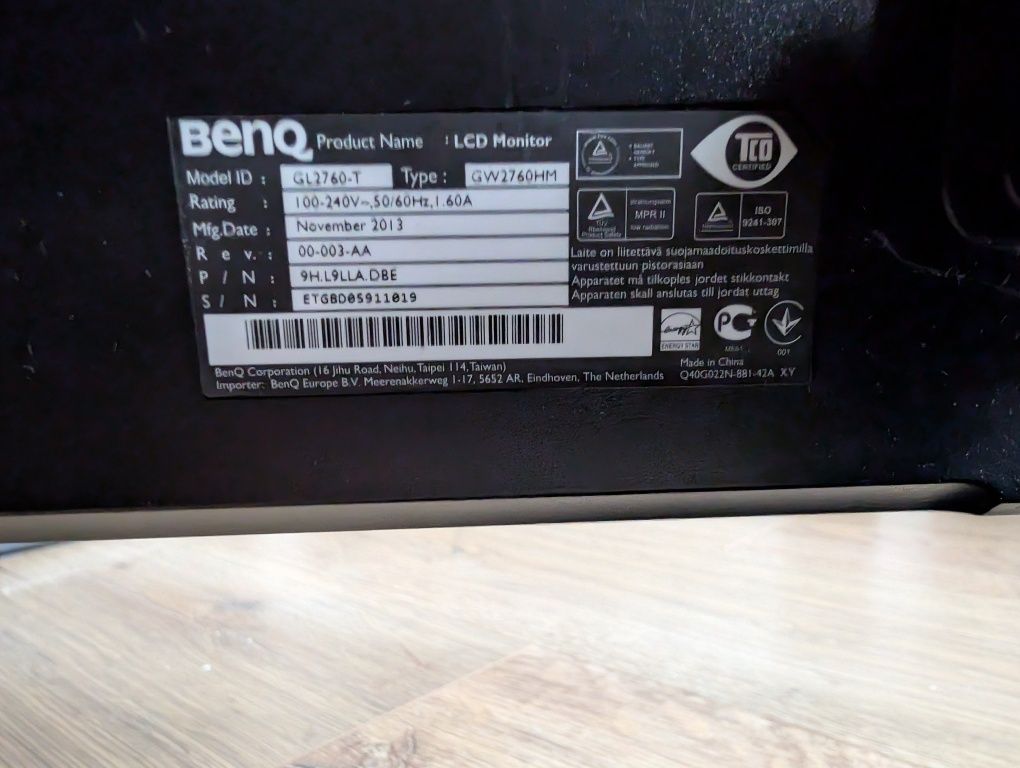 BenQ Product Name : LCD Monitor
Model ID : GL2760-T Type : GW2760HM
Rating : 100-240V~,50/60Hz,1.60A
Mfg.Date : November 2013
R e v. : 00-003-AA
P / N : 9H.L9LLA.DBE
S / N : ETGBD05911019
BenQ Corporation (16 Jihu Road, Neihu, Taipei 114, Taiwan)
Importer: BenQ Europe B.V. Meerenakkerweg 1-17, 5652 AR, Eindhoven, The Netherlands
TCO
CERTIFIED
MPR II
low radiation
ISO
9241-307
Laite on liitettävä suojamaadoituskoskettimilla
varustettuun pistorasiaan
Apparatet må tilkoples jordet stikkontakt
Apparaten skall anslutas till jordat uttag
ENERGY STAR
001
Made in China
Q40G022N-881-42A XY